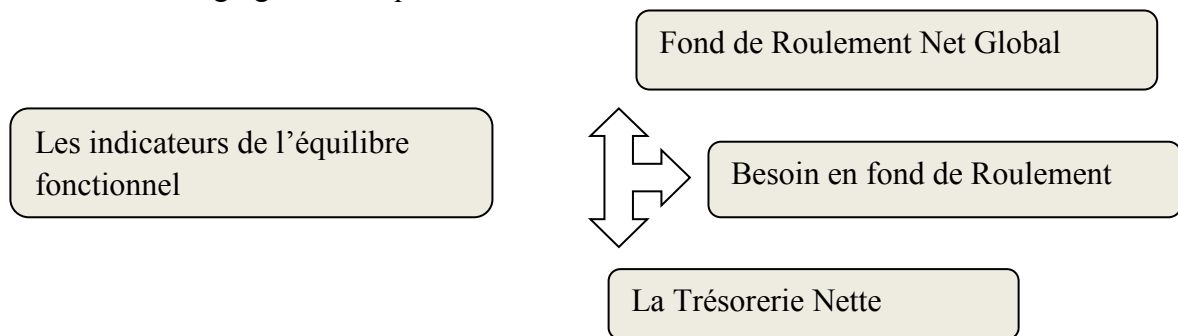 Fond de Roulement Net Global
Les indicateurs de l’équilibre
fonctionnel
Besoin en fond de Roulement
La Trésorerie Nette